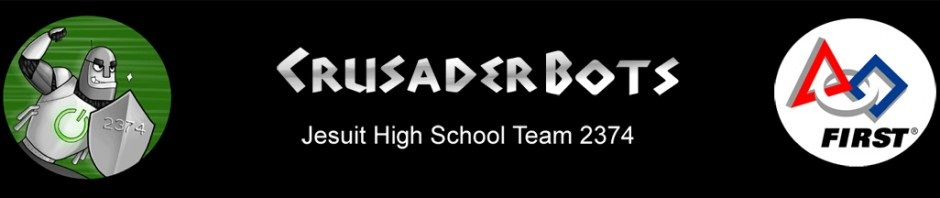 2374
CRUSADERBOTS
Jesuit High School Team 2374
FIRST®